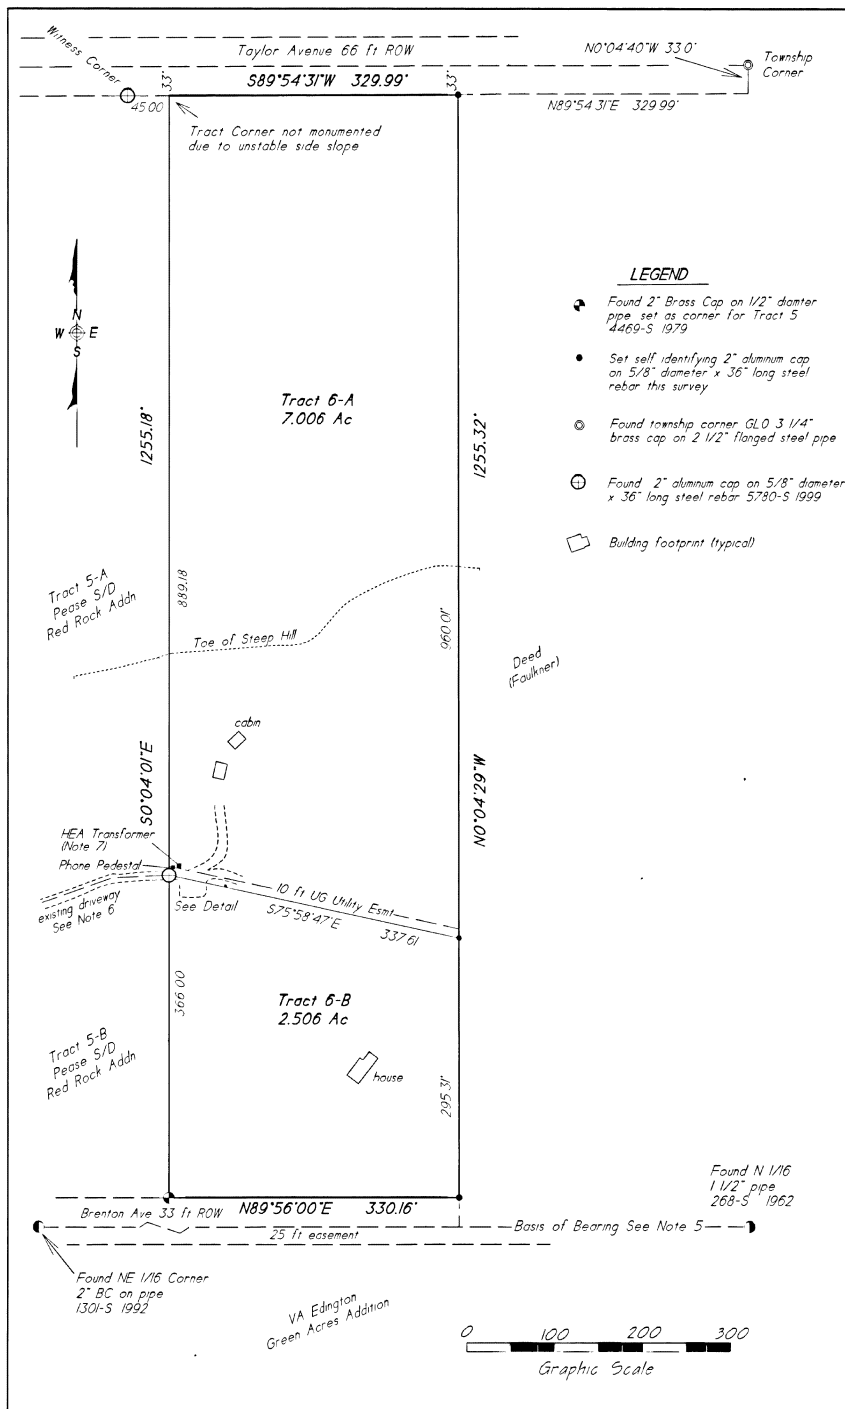 Witness Corner
Taylor Avenue 66 ft ROW
N0°04'40"W 33.0'
Township
Corner
33'
S89°54'31"W 329.99'
33'
45.00
N89°54'31"E 329.99'
Tract Corner not monumented
due to unstable side slope
N
W E
S
LEGEND
Found 2" Brass Cap on 1/2" diamter
pipe set as corner for Tract 5
4469-S 1979
Set self identifying 2" aluminum cap
on 5/8" diameter x 36" long steel
rebar this survey
Found township corner GLO 3 1/4"
brass cap on 2 1/2" flanged steel pipe
Found 2" aluminum cap on 5/8" diameter
x 36" long steel rebar 5780-S 1999
Building footprint (typical)
Tract 6-A
7.006 Ac
1255.18'
1255.32'
Tract 5-A
Pease S/D
Red Rock Addn
889.18
Toe of Steep Hill
960.01'
Deed
(Faulkner)
cabin
S0°04'01"E
N0°04'29"W
HEA Transformer
(Note 7)
Phone Pedestal
existing driveway
See Note 6
See Detail
10 ft UG Utility Esmt
S75°58'47"E 337.61
366.00
Tract 6-B
2.506 Ac
Tract 5-B
Pease S/D
Red Rock Addn
house
295.31'
Found N 1/16
1 1/2" pipe
268-S 1962
Brenton Ave 33 ft ROW
N89°56'00"E 330.16'
25 ft easement
Basis of Bearing See Note 5
Found NE 1/16 Corner
2" BC on pipe
1301-S 1992
VA Edington
Green Acres Addition
0 100 200 300
Graphic Scale